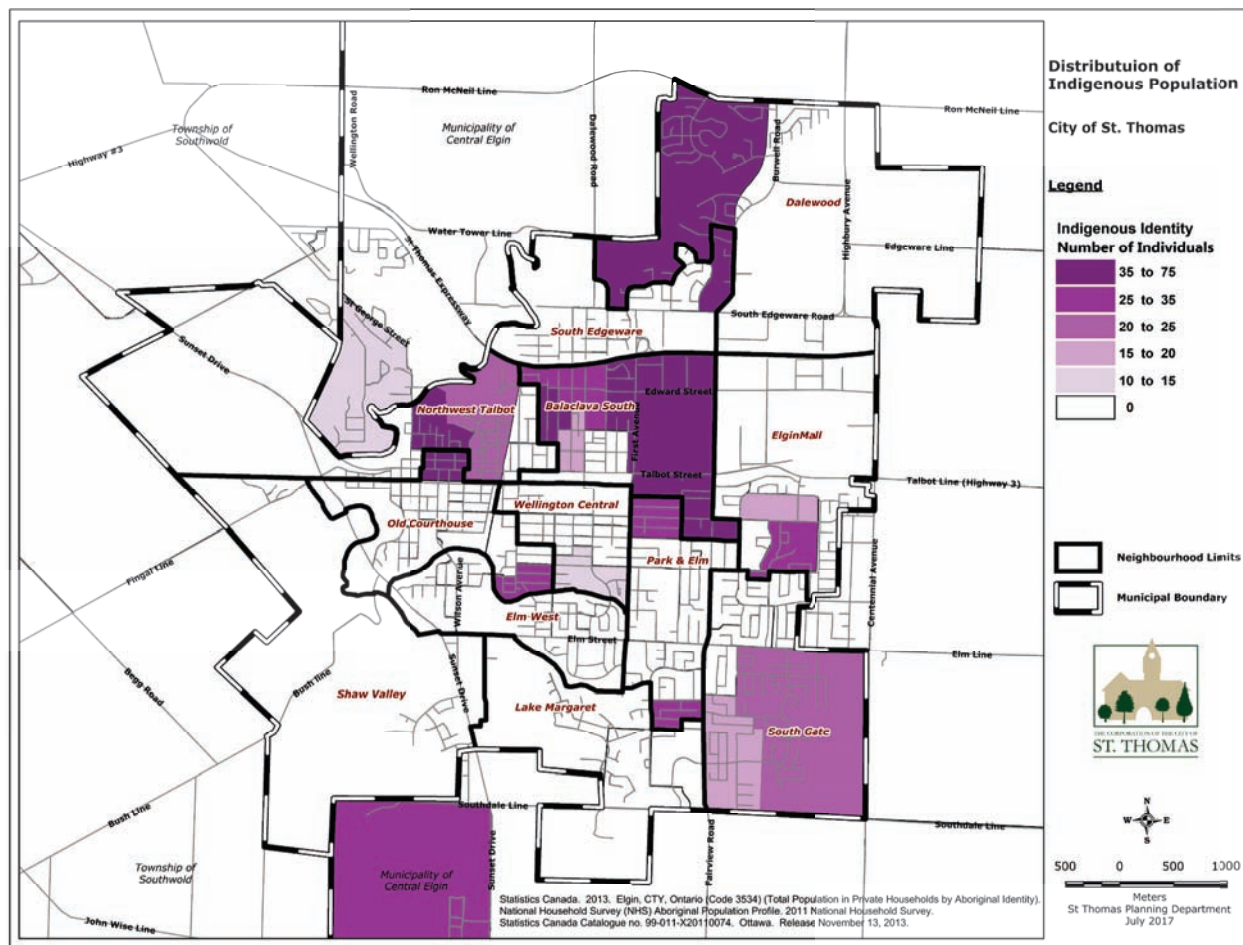 Distributuion of
Indigenous Population
City of St. Thomas
Legend
Indigenous Identity
Number of Individuals
35 to 75
25 to 35
20 to 25
15 to 20
10 to 15
0
Neighbourhood Limits
Municipal Boundary
THE CORPORATION OF THE CITY OF
ST. THOMAS
N
W E
S
500 0 500 1000
Meters
St Thomas Planning Department
July 2017
Ron McNeil Line
Ron McNeil Line
Township of
Southwold
Municipality of
Central Elgin
Highway #3
Wellington Road
Dalewood Road
Burwell Road
Dalewood
Highbury Avenue
Water Tower Line
Edgeware Line
St Thomas Expressway
St George Street
South Edgeware Road
South Edgeware
Sunset Drive
Edward Street
Northwest Talbot
Balaclava South
First Avenue
ElginMall
Talbot Street
Talbot Line (Highway 3)
Wellington Central
Old Courthouse
Park & Elm
Fingal Line
Wilson Avenue
Centennial Avenue
Elm West
Elm Street
Elm Line
Begg Road
Bush line
Sunset Drive
Shaw Valley
Lake Margaret
South Gate
Bush Line
Southdale Line
Southdale Line
Fairview Road
Sunset Drive
Township of
Southwold
Municipality of
Central Elgin
John Wise Line
Statistics Canada. 2013. Elgin, CTY, Ontario (Code 3534) (Total Population in Private Households by Aboriginal Identity).
National Household Survey (NHS) Aboriginal Population Profile. 2011 National Household Survey.
Statistics Canada Catalogue no. 99-011-X20110074. Ottawa. Release November 13, 2013.